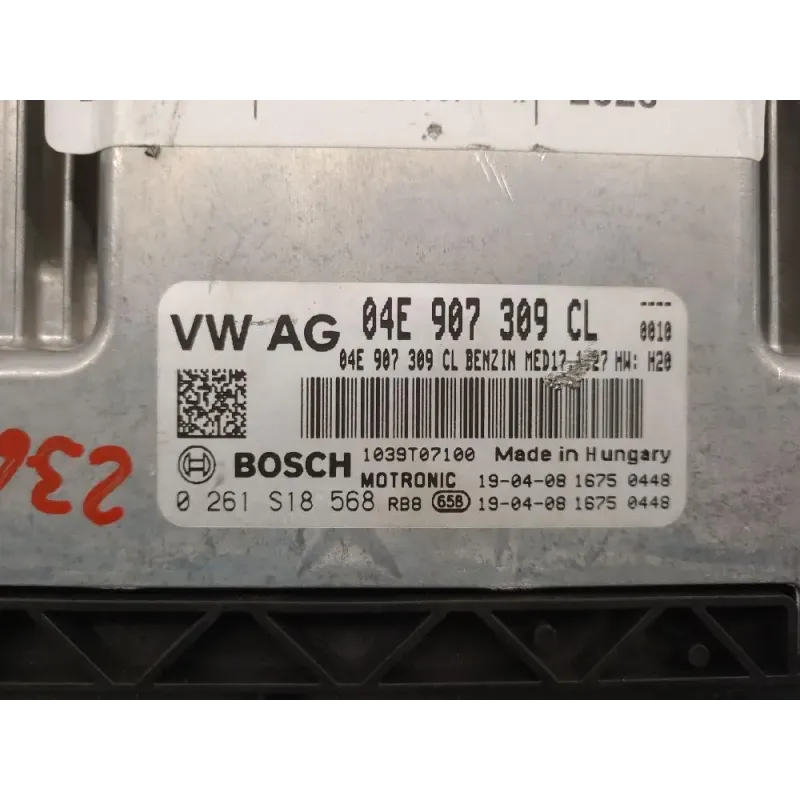 VW AG 04E 907 309 CL ----
0010
04E 907 309 CL BENZIN HW: H20
BOSCH 1039T07100 Made in Hungary
MOTRONIC 19-04-08 1675 0448
0 261 S18 568 RB8 658 19-04-08 1675 0448